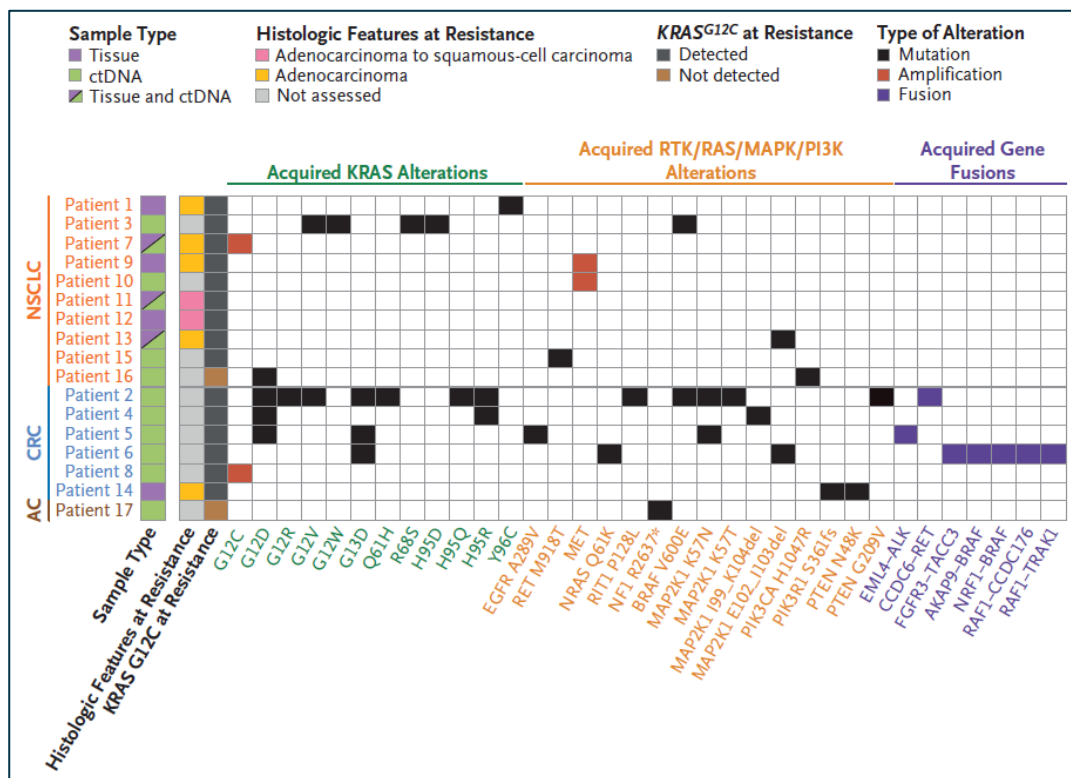 Sample Type
Tissue
ctDNA
Tissue and ctDNA
Histologic Features at Resistance
Adenocarcinoma to squamous-cell carcinoma
Adenocarcinoma
Not assessed
KRASG12C at Resistance
Detected
Not detected
Type of Alteration
Mutation
Amplification
Fusion
Acquired KRAS Alterations
Acquired RTK/RAS/MAPK/PI3K
Alterations
Acquired Gene
Fusions
NSCLC
Patient 1
Patient 3
Patient 7
Patient 9
Patient 10
Patient 11
Patient 12
Patient 13
Patient 15
Patient 16
CRC
Patient 2
Patient 4
Patient 5
Patient 6
Patient 8
Patient 14
AC
Patient 17
Sample Type
Histologic Features at Resistance
KRAS G12C at Resistance
G12C
G12D
G12R
G12V
G12W
G13D
Q61H
R68S
H95D
H95Q
H95R
Y96C
EGFR A289V
RET M918T
MET
NRAS Q61K
RIT1 P128L
NF1 R2637*
BRAF V600E
MAP2K1 K57N
MAP2K1 K57T
MAP2K1 I99_K104del
MAP2K1 E102_I103del
PIK3CA H1047R
PIK3R1 S361fs
PTEN N48K
PTEN G209V
EML4–ALK
CCDC6–RET
FGFR3–TACC3
AKAP9–BRAF
NRF1–BRAF
RAF1–CCDC176
RAF1–TRAK1